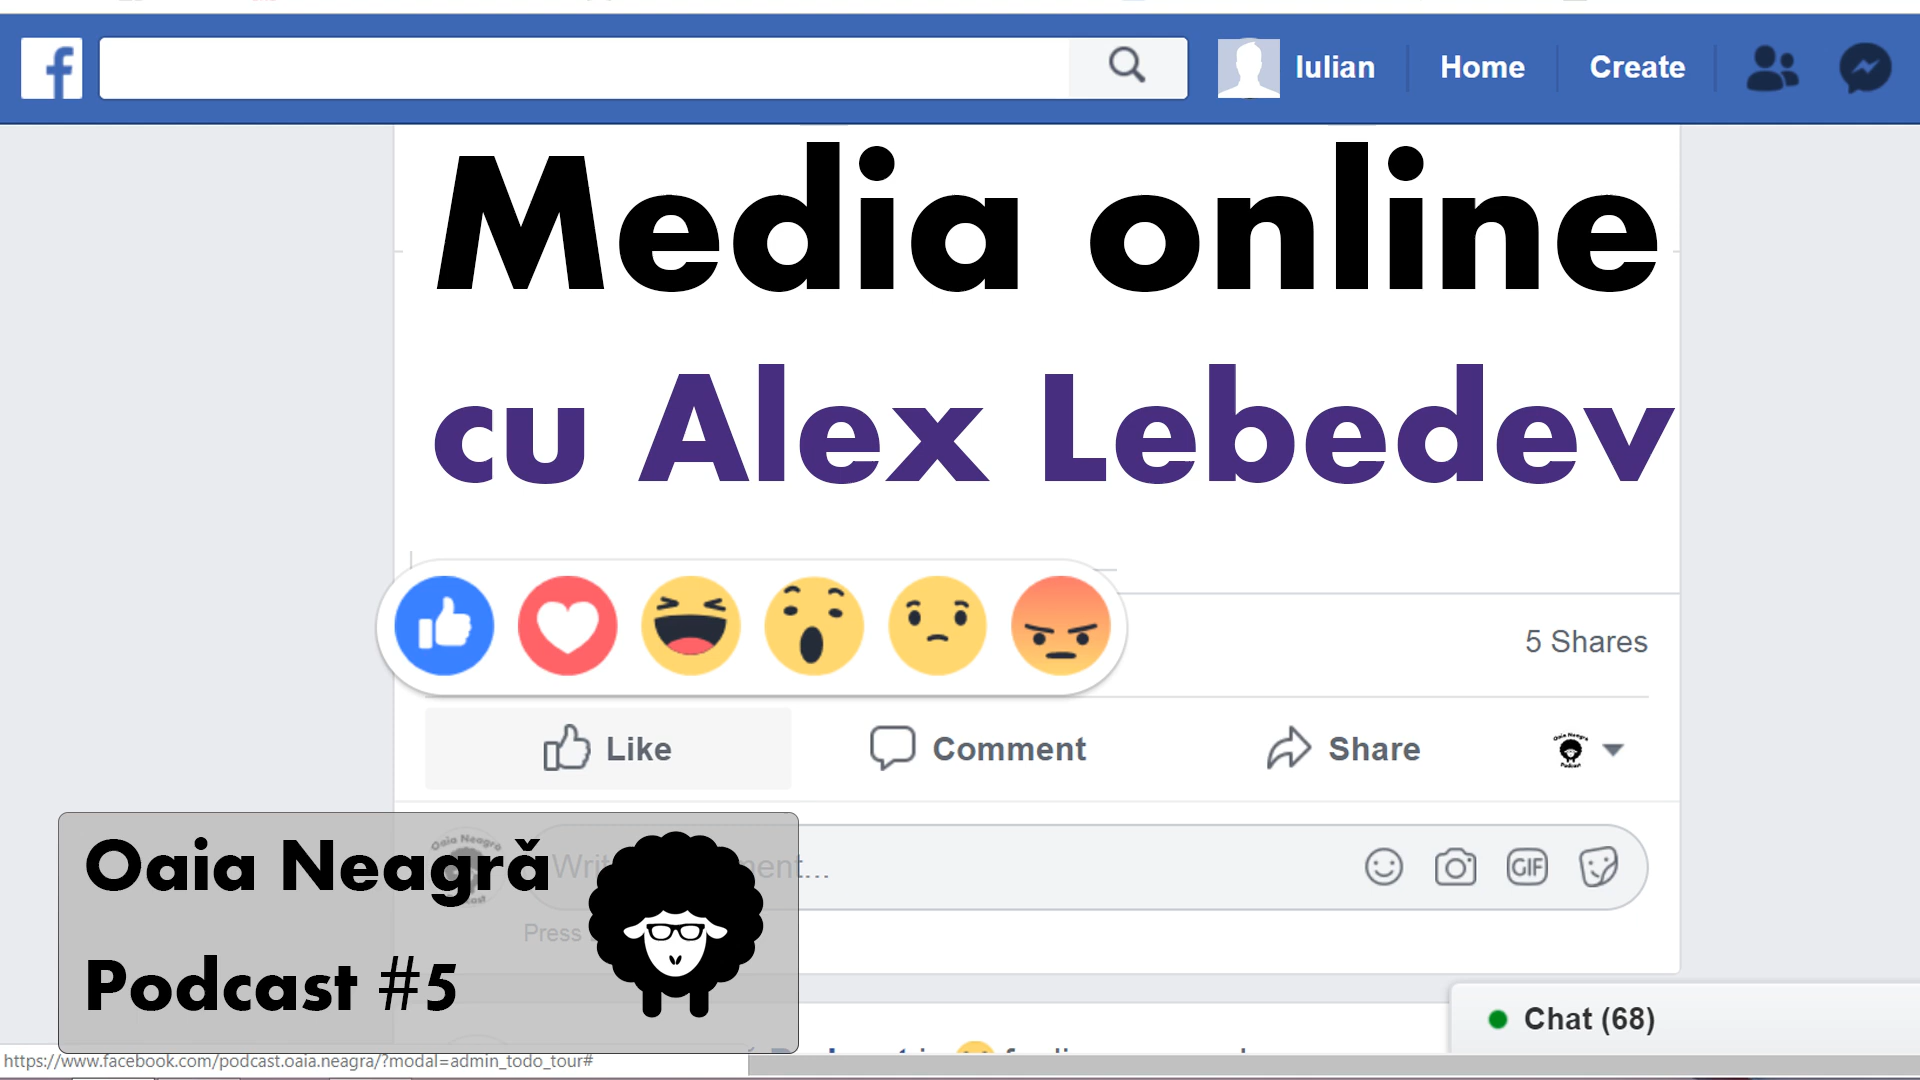 f
Iulian
Home
Create
Media online
cu Alex Lebedev
5 Shares
Like
Comment
Share
Oaia Neagră
Podcast #5
GIF
Press
Chat (68)
https://www.facebook.com/podcast.oaia.neagra/?modal=admin_todo_tour#